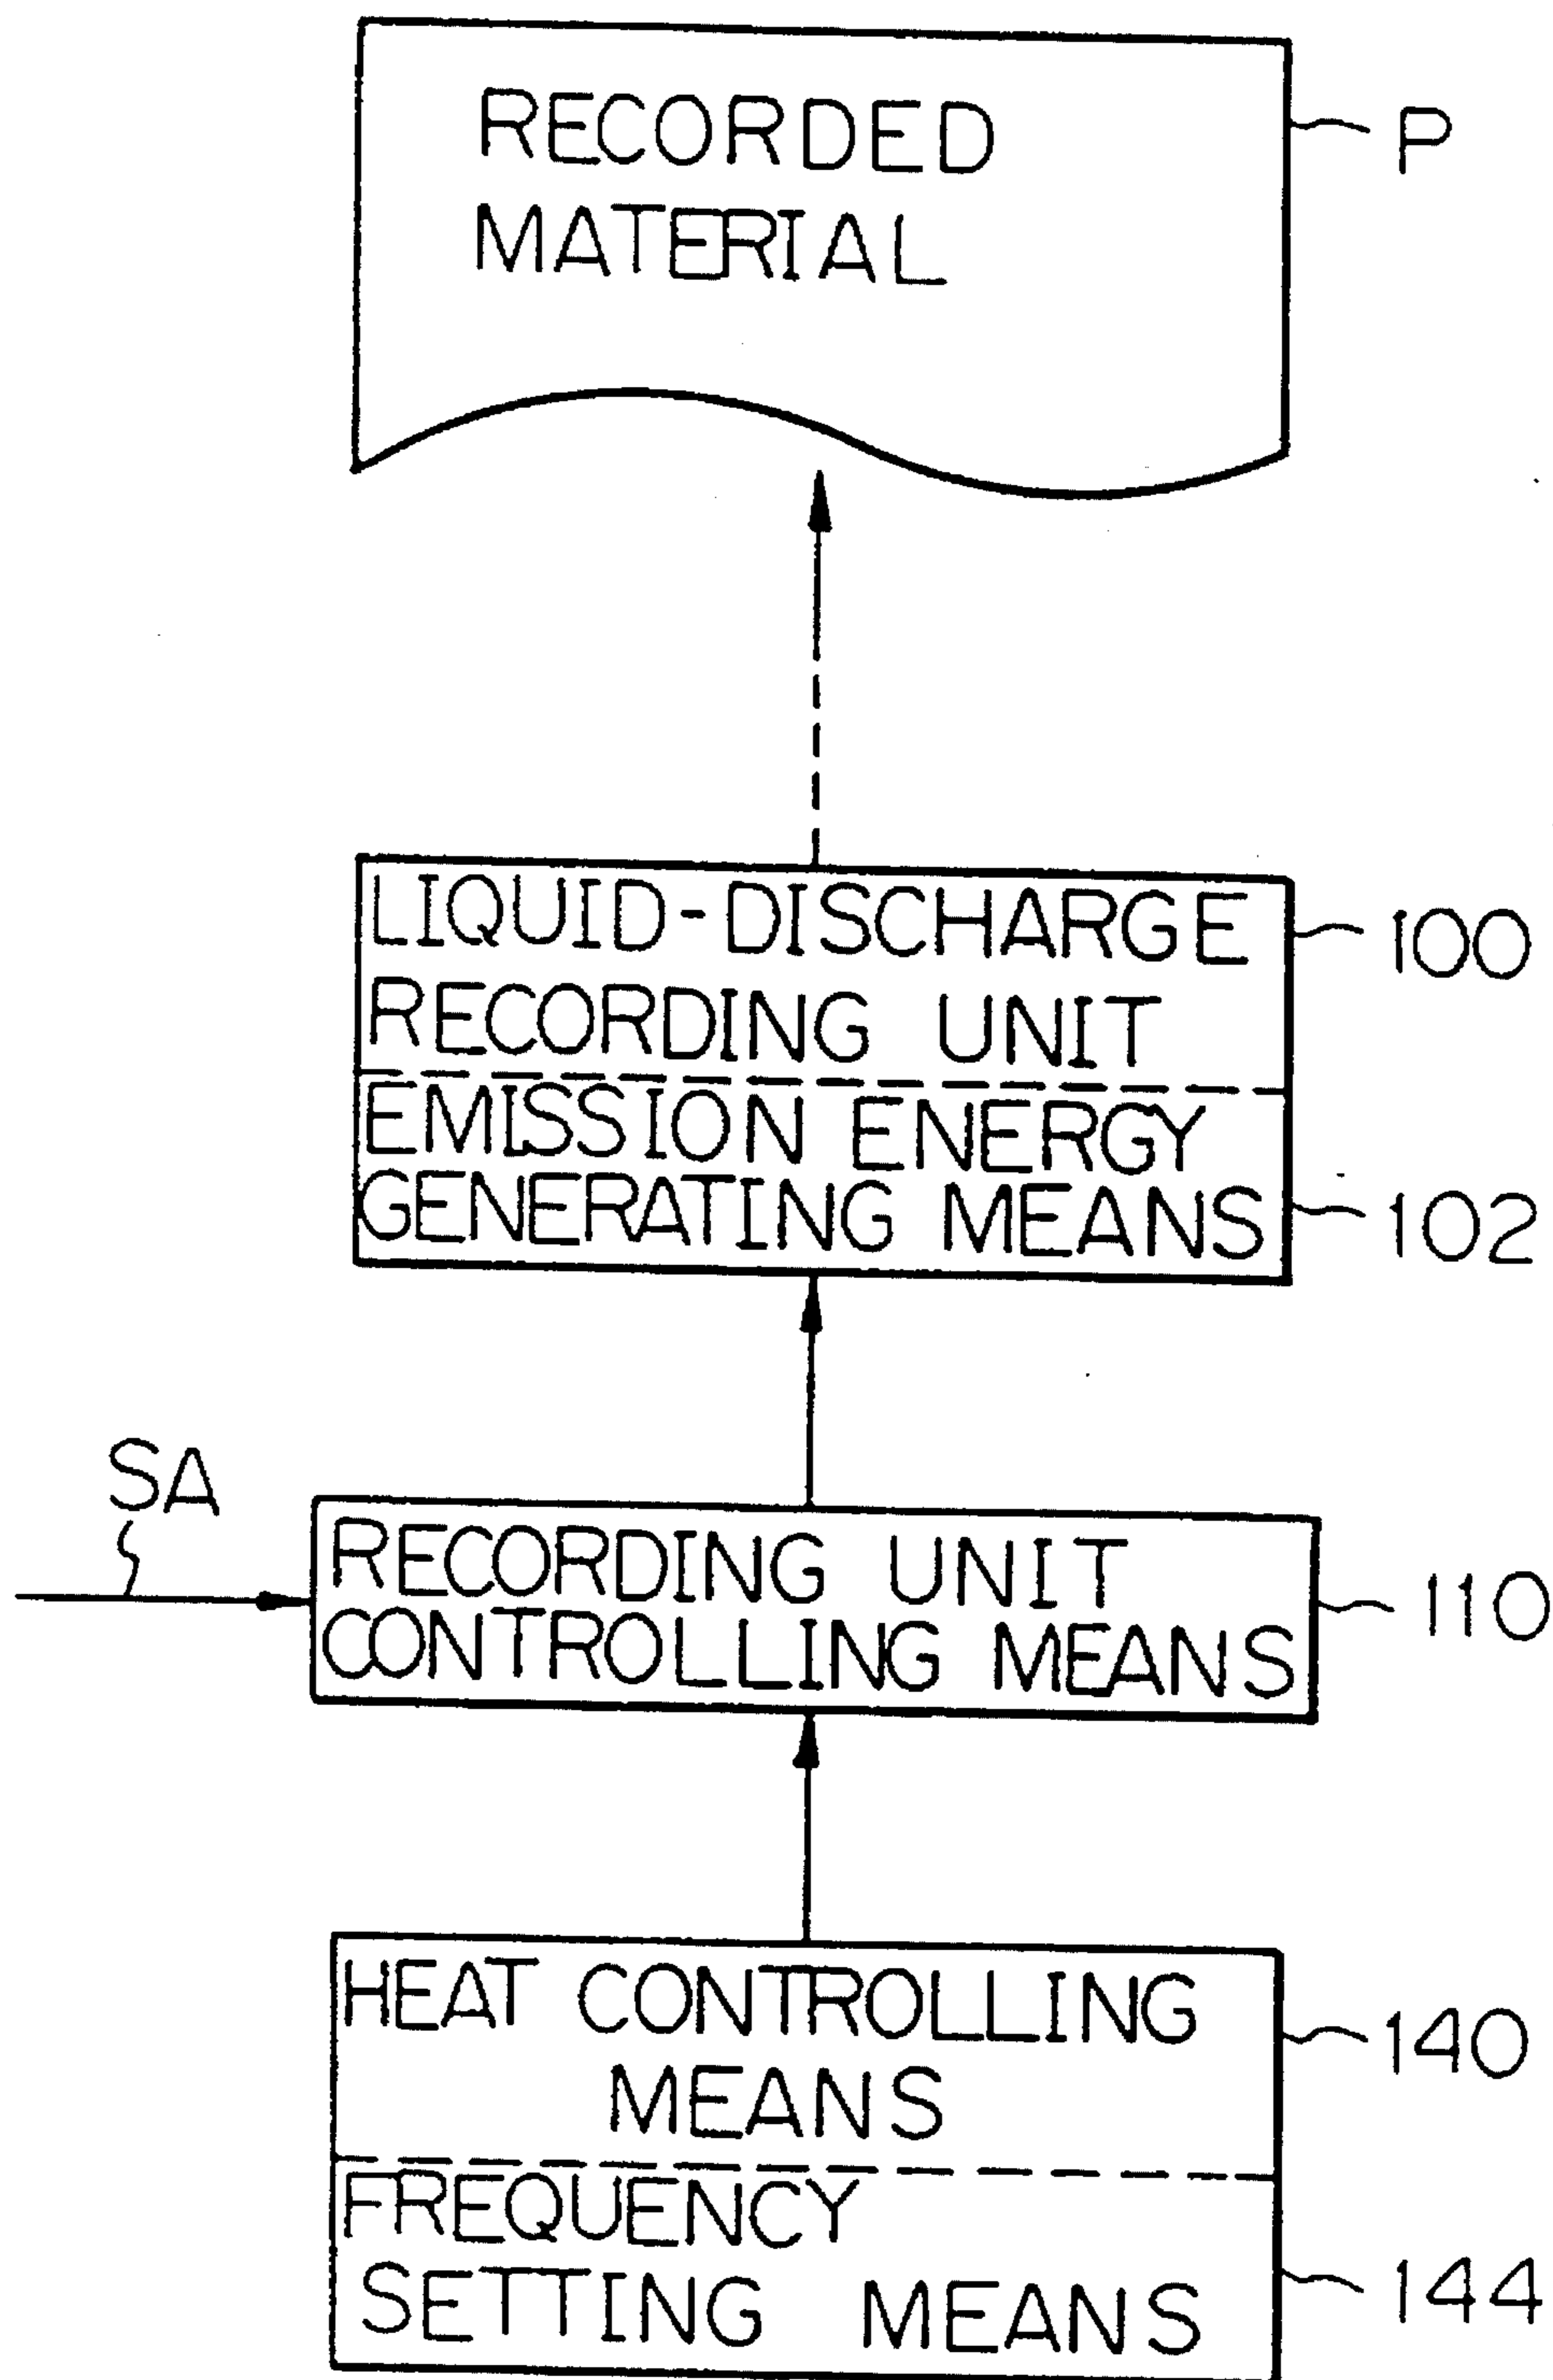 RECORDED
MATERIAL
P
LIQUID-DISCHARGE
RECORDING UNIT
100
EMISSION ENERGY
GENERATING MEANS
102
SA
RECORDING UNIT
CONTROLLING MEANS
110
HEAT CONTROLLING
MEANS
140
FREQUENCY
SETTING MEANS
144